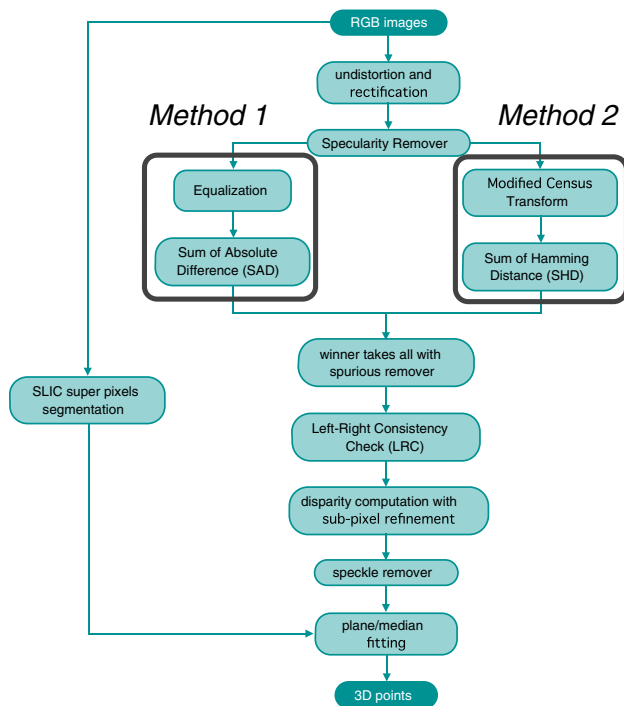 RGB images
undistortion and
rectification
Method 1
Method 2
Specularity Remover
Equalization
Modified Census
Transform
Sum of Absolute
Difference (SAD)
Sum of Hamming
Distance (SHD)
winner takes all with
spurious remover
SLIC super pixels
segmentation
Left-Right Consistency
Check (LRC)
disparity computation with
sub-pixel refinement
speckle remover
plane/median
fitting
3D points